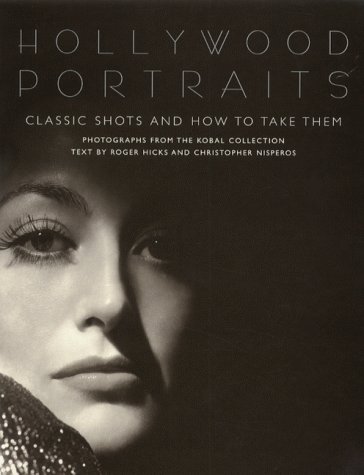 HOLLYWOOD
PORTRAITS
CLASSIC SHOTS AND HOW TO TAKE THEM
PHOTOGRAPHS FROM THE KOBAL COLLECTION
TEXT BY ROGER HICKS AND CHRISTOPHER NISPEROS